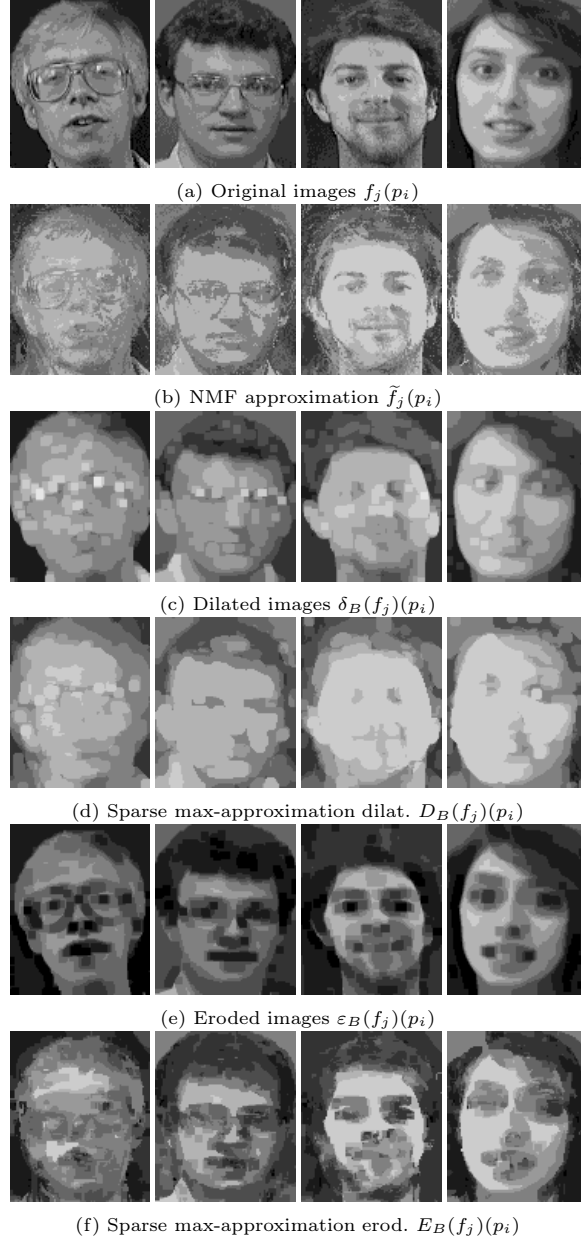 (a) Original images f_j(p_i)
(b) NMF approximation f̃_j(p_i)
(c) Dilated images δ_B(f_j)(p_i)
(d) Sparse max-approximation dilat. D_B(f_j)(p_i)
(e) Eroded images ε_B(f_j)(p_i)
(f) Sparse max-approximation erod. E_B(f_j)(p_i)